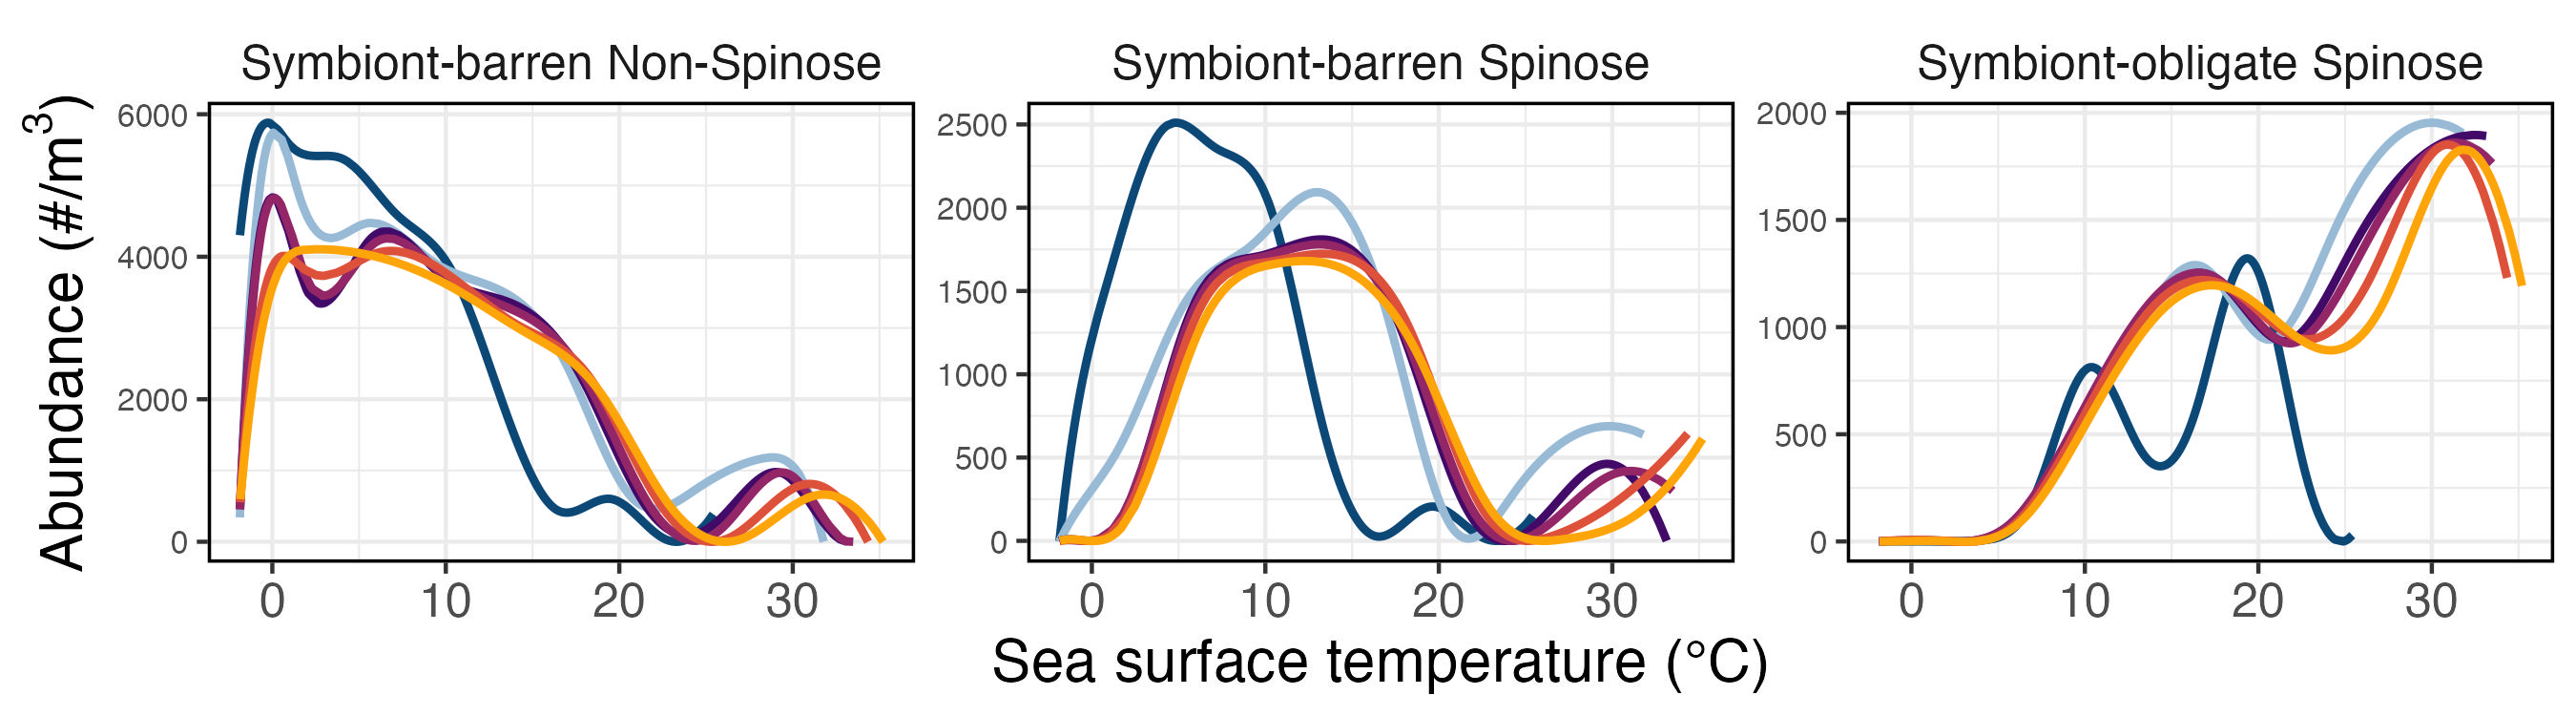 Symbiont-barren Non-Spinose
Symbiont-barren Spinose
Symbiont-obligate Spinose
Abundance (#/m³)
6000
4000
2000
0
0 10 20 30
2500
2000
1500
1000
500
0
0 10 20 30
2000
1500
1000
500
0
0 10 20 30
Sea surface temperature (°C)